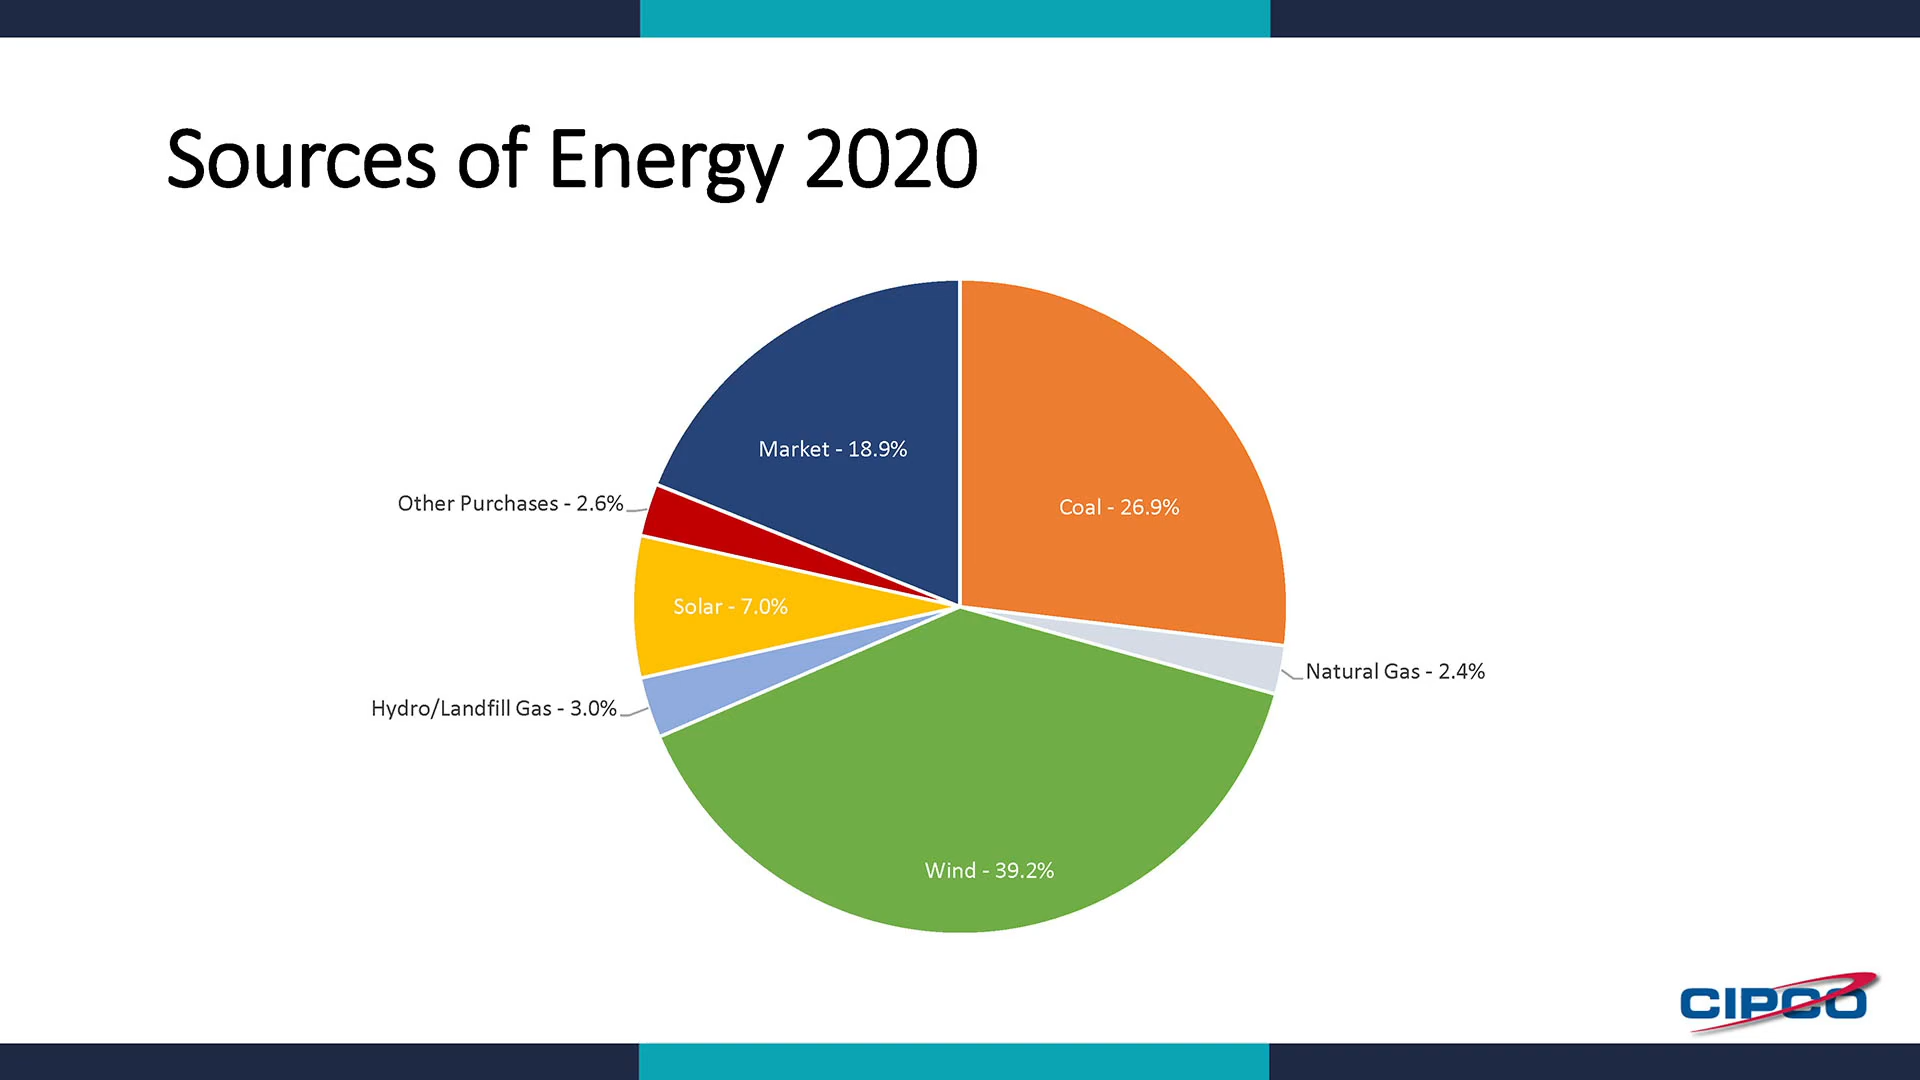 Sources of Energy 2020
Market - 18.9%
Other Purchases - 2.6%
Coal - 26.9%
Solar - 7.0%
Natural Gas - 2.4%
Hydro/Landfill Gas - 3.0%
Wind - 39.2%
CIPCO